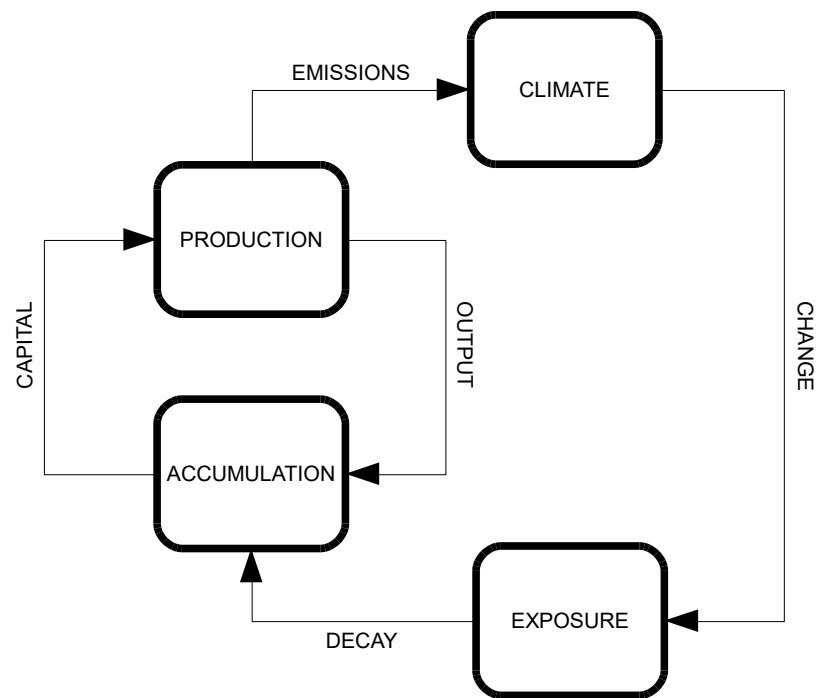 EMISSIONS
CLIMATE
PRODUCTION
CAPITAL
OUTPUT
CHANGE
ACCUMULATION
EXPOSURE
DECAY